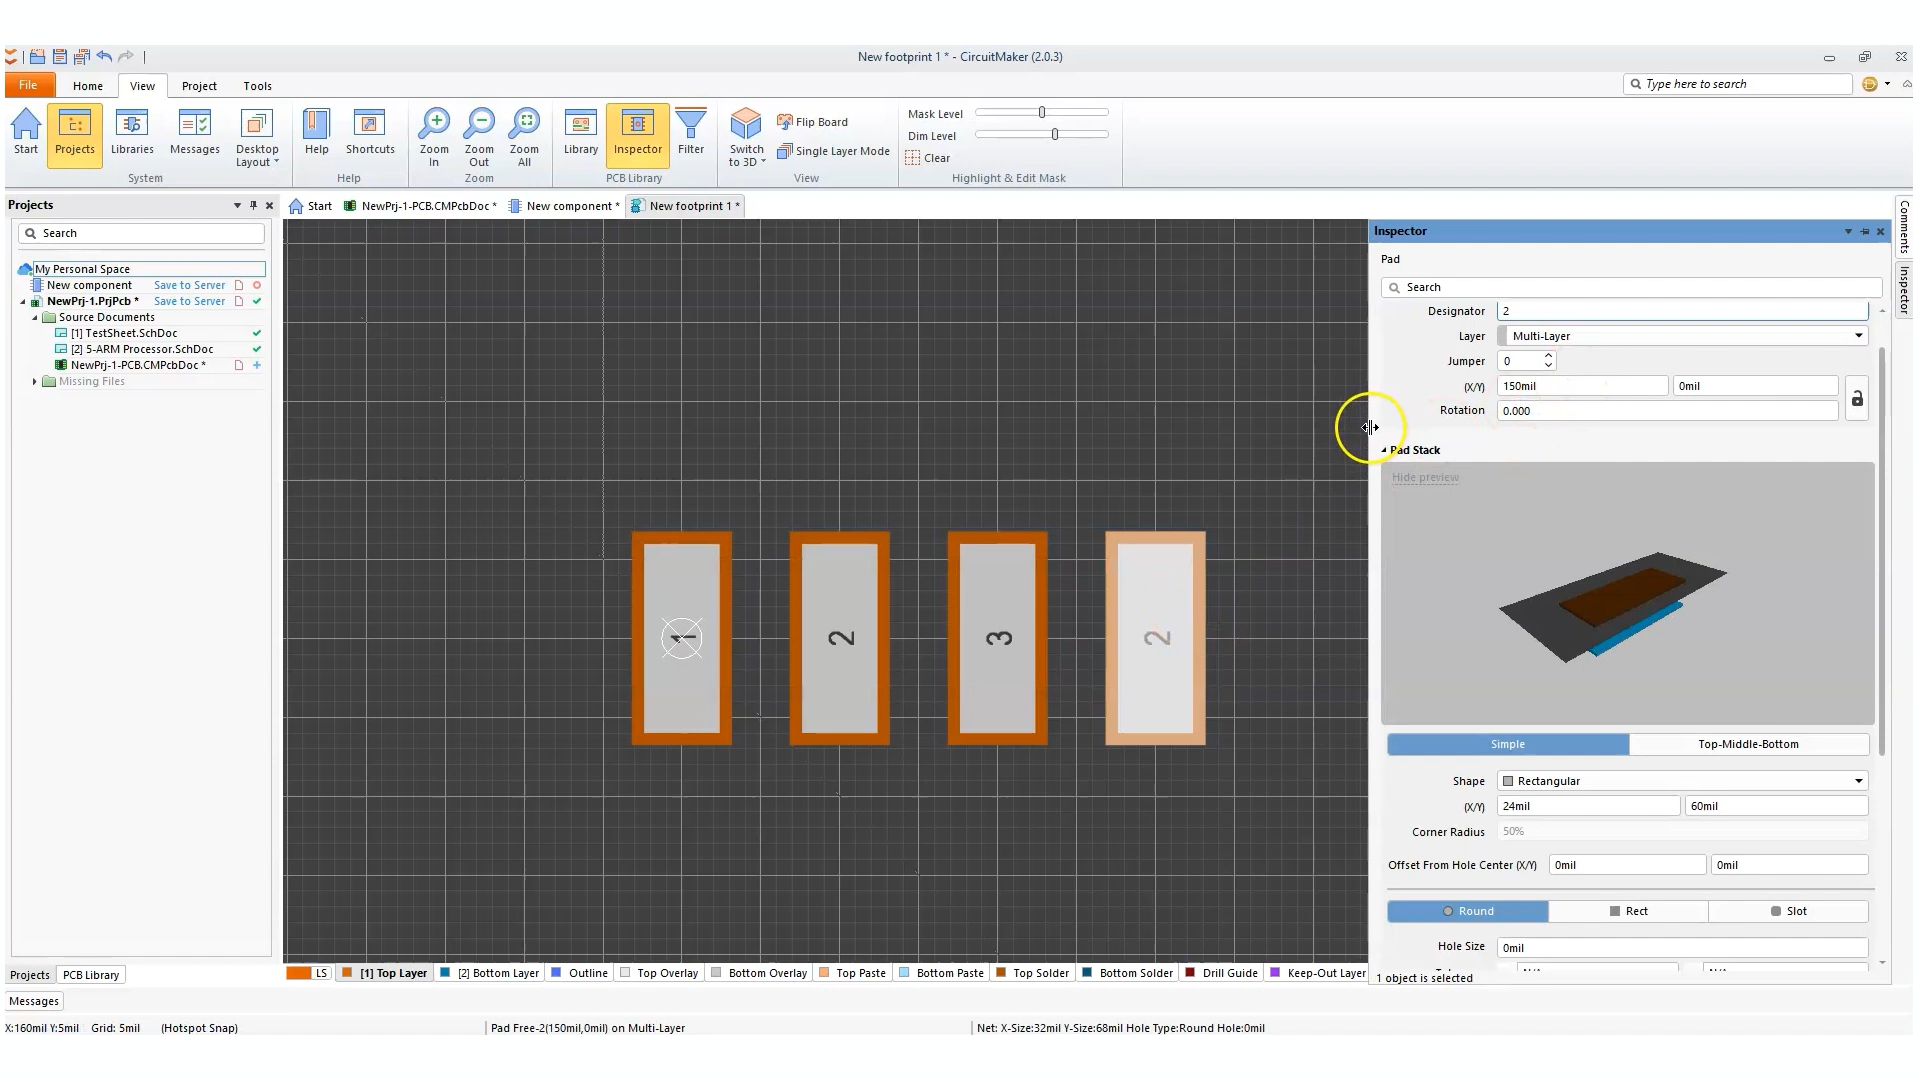 New footprint 1 * - CircuitMaker (2.0.3)
File Home View Project Tools
Type here to search
Start
Projects
Libraries
Messages
Desktop
Layout
System
Help
Shortcuts
Help
Zoom
In
Zoom
Out
Zoom
All
Zoom
Library
Inspector
Filter
PCB Library
Switch
to 3D
Flip Board
Single Layer Mode
View
Mask Level
Dim Level
Clear
Highlight & Edit Mask
Projects
Start NewPrj-1-PCB.CMPcbDoc * New component * New footprint 1 *
Search
My Personal Space
New component Save to Server
NewPrj-1.PrjPcb * Save to Server
Source Documents
[1] TestSheet.SchDoc
[2] 5-ARM Processor.SchDoc
NewPrj-1-PCB.CMPcbDoc *
Missing Files
1 2 3 2
Inspector
Pad
Search
Designator 2
Layer Multi-Layer
Jumper 0
(X/Y) 150mil 0mil
Rotation 0.000
Pad Stack
Hide preview
Simple Top-Middle-Bottom
Shape Rectangular
(X/Y) 24mil 60mil
Corner Radius 50%
Offset From Hole Center (X/Y) 0mil 0mil
Round Rect Slot
Hole Size 0mil
1 object is selected
Comments
Inspector
Projects PCB Library
LS [1] Top Layer [2] Bottom Layer Outline Top Overlay Bottom Overlay Top Paste Bottom Paste Top Solder Bottom Solder Drill Guide Keep-Out Layer
Messages
X:160mil Y:5mil Grid: 5mil (Hotspot Snap) Pad Free-2(150mil,0mil) on Multi-Layer Net: X-Size:32mil Y-Size:68mil Hole Type:Round Hole:0mil